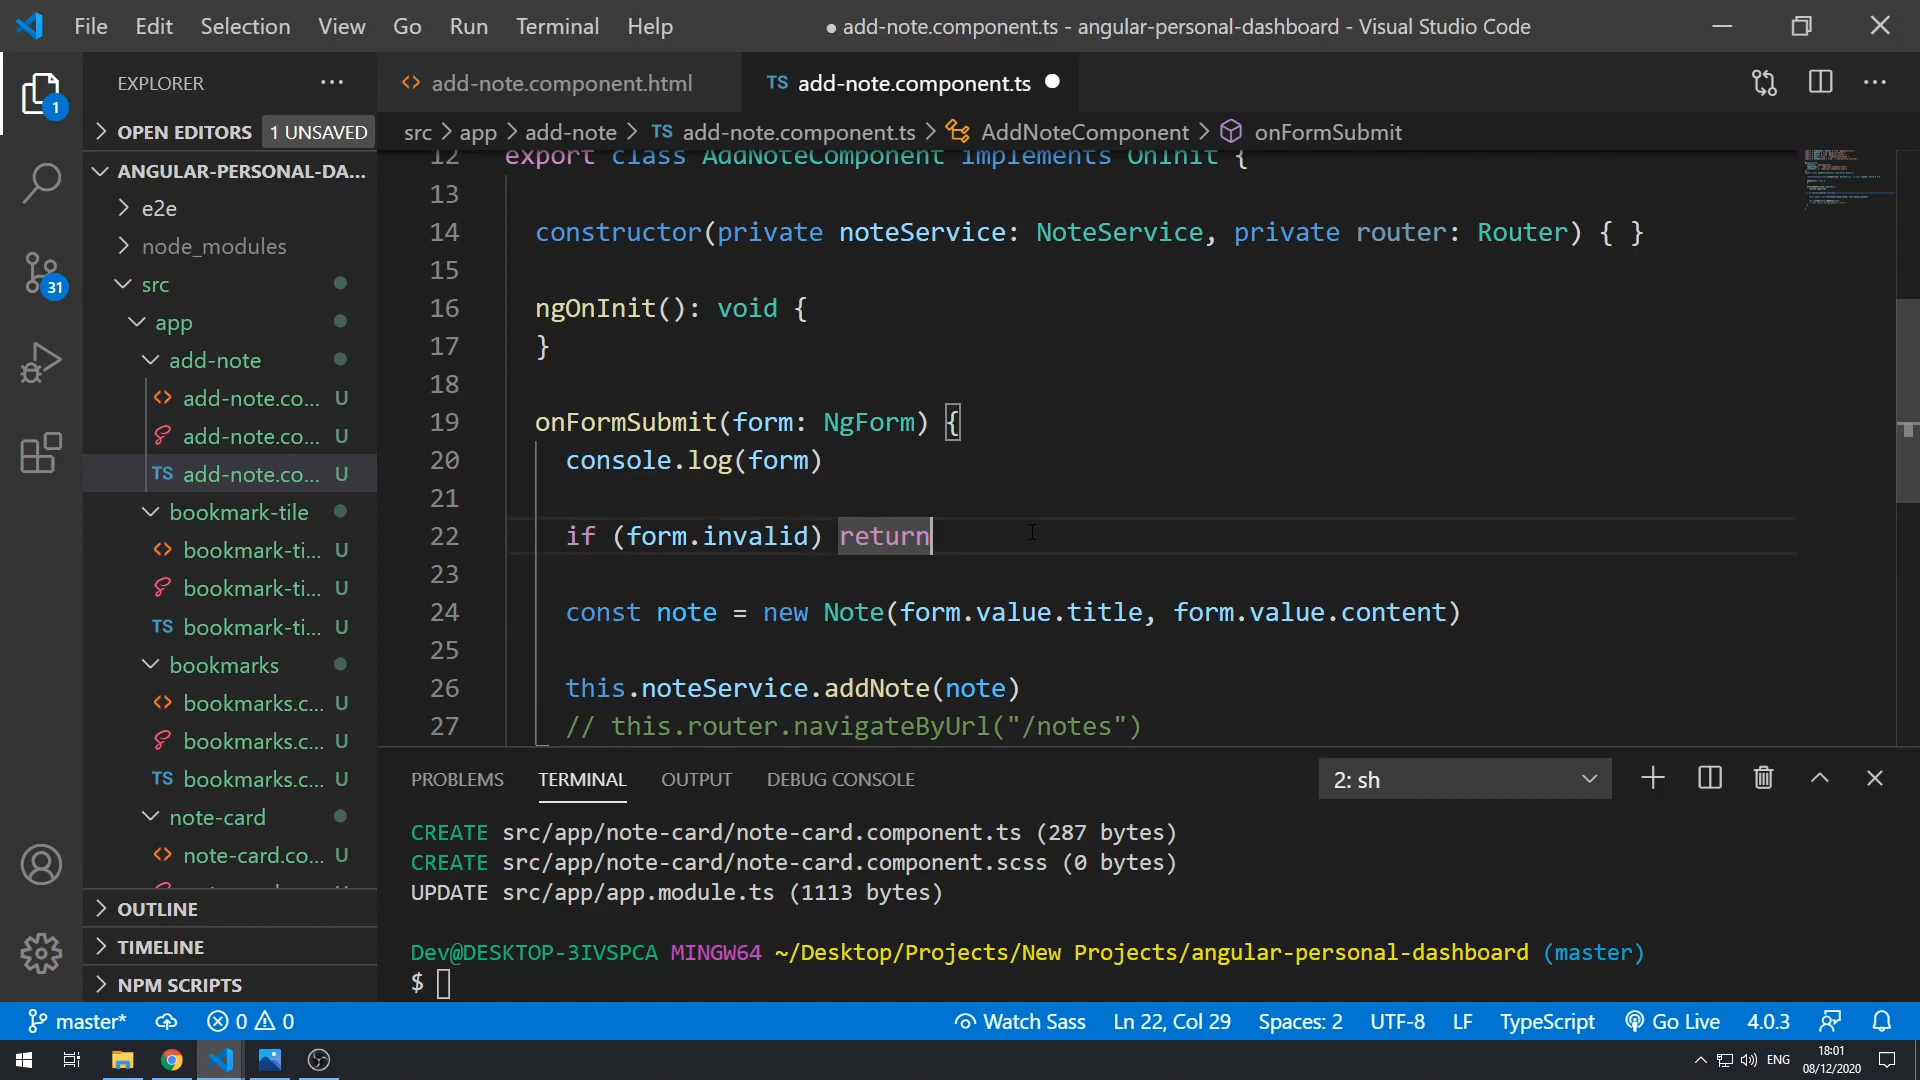 File Edit Selection View Go Run Terminal Help
● add-note.component.ts - angular-personal-dashboard - Visual Studio Code
EXPLORER ···
1
OPEN EDITORS 1 UNSAVED
ANGULAR-PERSONAL-DA...
e2e
node_modules
src
app
add-note
add-note.co... U
add-note.co... U
TS add-note.co... U
bookmark-tile
bookmark-ti... U
bookmark-ti... U
TS bookmark-ti... U
bookmarks
bookmarks.c... U
bookmarks.c... U
TS bookmarks.c... U
note-card
note-card.co... U
OUTLINE
TIMELINE
NPM SCRIPTS
31
<> add-note.component.html
TS add-note.component.ts ●
src > app > add-note > TS add-note.component.ts > AddNoteComponent > onFormSubmit
12 export class AddNoteComponent implements OnInit {
13
14 constructor(private noteService: NoteService, private router: Router) { }
15
16 ngOnInit(): void {
17 }
18
19 onFormSubmit(form: NgForm) {
20 console.log(form)
21
22 if (form.invalid) return
23
24 const note = new Note(form.value.title, form.value.content)
25
26 this.noteService.addNote(note)
27 // this.router.navigateByUrl("/notes")
PROBLEMS TERMINAL OUTPUT DEBUG CONSOLE 2: sh
CREATE src/app/note-card/note-card.component.ts (287 bytes)
CREATE src/app/note-card/note-card.component.scss (0 bytes)
UPDATE src/app/app.module.ts (1113 bytes)
Dev@DESKTOP-3IVSPCA MINGW64 ~/Desktop/Projects/New Projects/angular-personal-dashboard (master)
$
master* 0 0 Watch Sass Ln 22, Col 29 Spaces: 2 UTF-8 LF TypeScript Go Live 4.0.3
ENG 18:01
08/12/2020